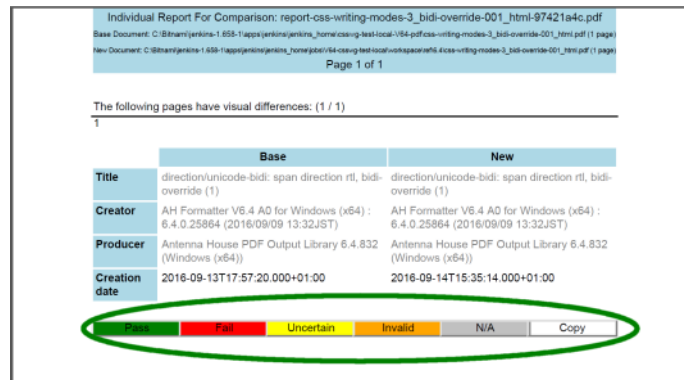 Individual Report For Comparison: report-css-writing-modes-3_bidi-override-001_html-97421a4c.pdf
Base Document: C:\Bitnami\jenkins-1.658-1\apps\jenkins\jenkins_home\cssvg-test-local-\V64-pdf\css-writing-modes-3_bidi-override-001_html.pdf (1 page)
New Document: C:\Bitnami\jenkins-1.658-1\apps\jenkins\jenkins_home\jobs\V64-cssvg-test-local\workspace\ref\6.4\css-writing-modes-3_bidi-override-001_html.pdf (1 page)
Page 1 of 1
The following pages have visual differences: (1 / 1)
1
Base New
Title direction/unicode-bidi: span direction rtl, bidi- direction/unicode-bidi: span direction rtl, bidi-
override (1) override (1)
Creator AH Formatter V6.4 A0 for Windows (x64) : AH Formatter V6.4 A0 for Windows (x64) :
6.4.0.25864 (2016/09/09 13:32JST) 6.4.0.25864 (2016/09/09 13:32JST)
Producer Antenna House PDF Output Library 6.4.832 Antenna House PDF Output Library 6.4.832
(Windows (x64)) (Windows (x64))
Creation 2016-09-13T17:57:20.000+01:00 2016-09-14T15:35:14.000+01:00
date
Pass Fail Uncertain Invalid N/A Copy